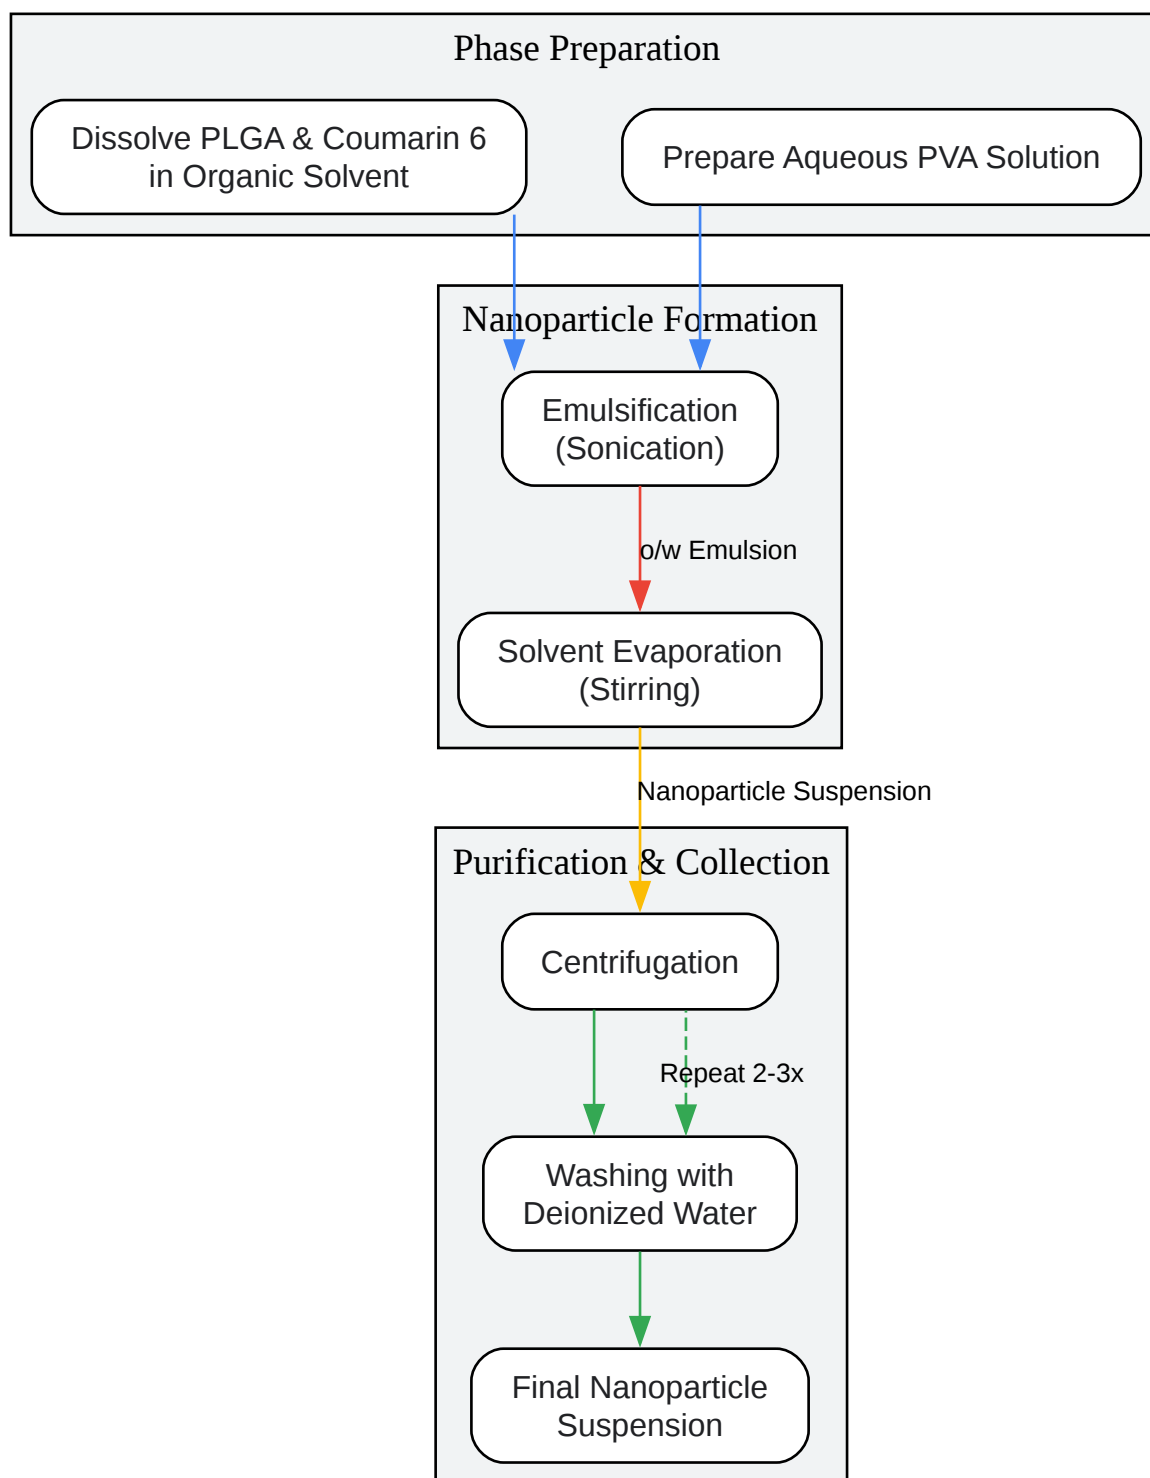 Phase Preparation
Dissolve PLGA & Coumarin 6
in Organic Solvent
Prepare Aqueous PVA Solution
Nanoparticle Formation
Emulsification
(Sonication)
o/w Emulsion
Solvent Evaporation
(Stirring)
Nanoparticle Suspension
Purification & Collection
Centrifugation
Repeat 2-3x
Washing with
Deionized Water
Final Nanoparticle
Suspension